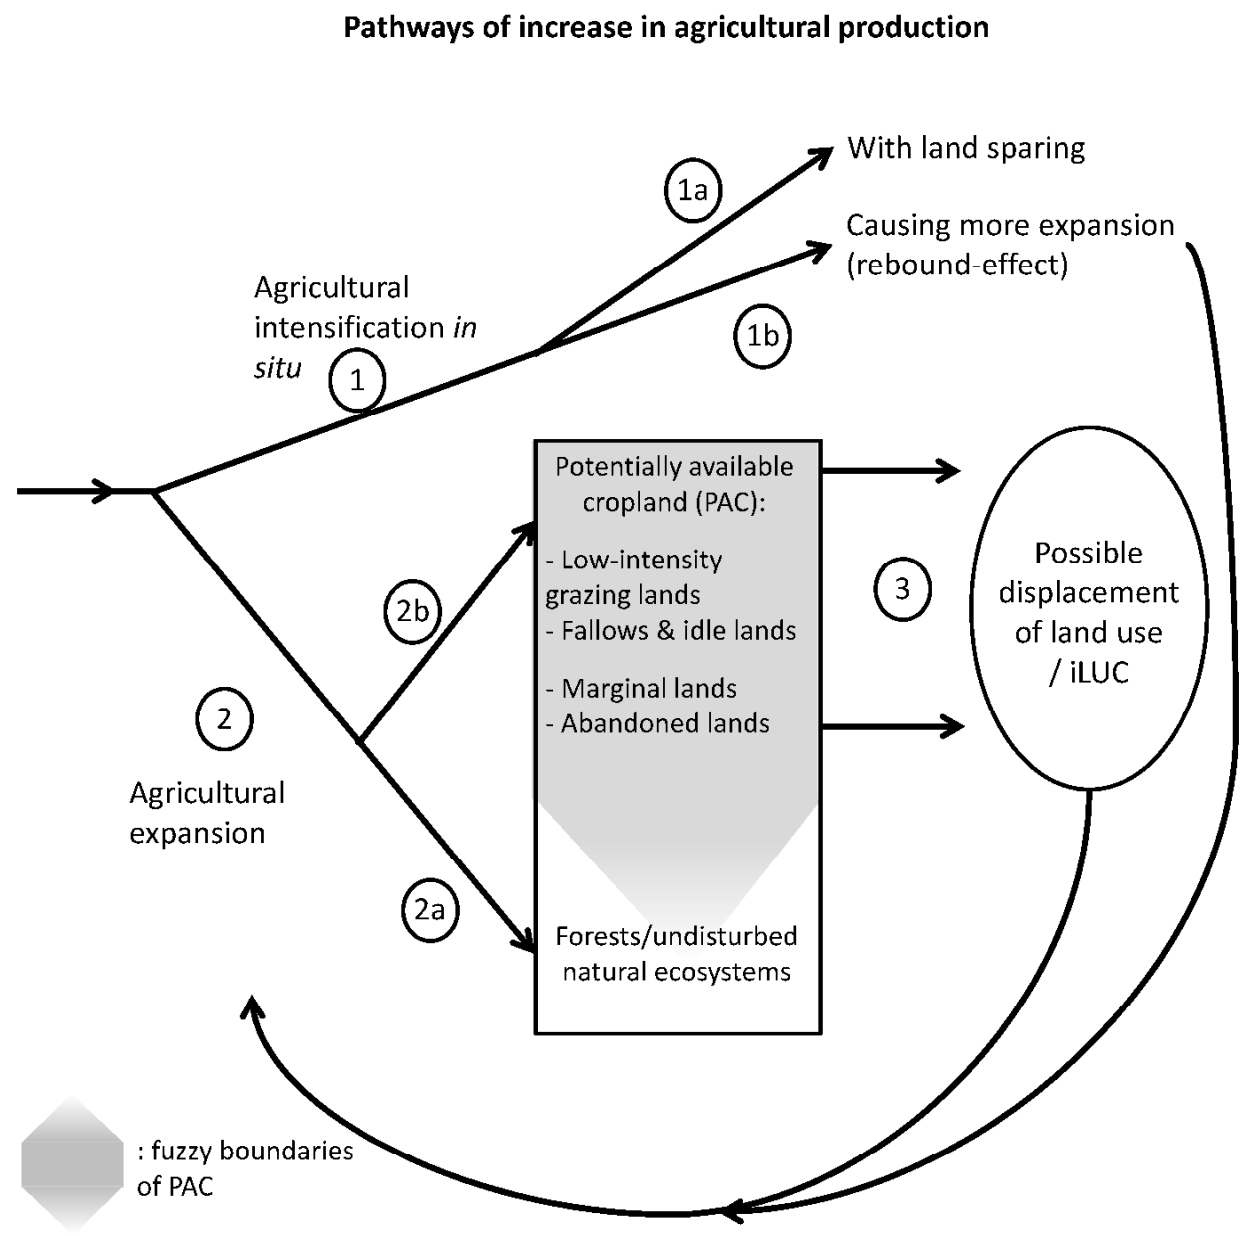 Pathways of increase in agricultural production
With land sparing
1a
Causing more expansion
(rebound-effect)
1b
Agricultural
intensification in
situ
1
Potentially available
cropland (PAC):
- Low-intensity
grazing lands
- Fallows & idle lands
- Marginal lands
- Abandoned lands
3
Possible
displacement
of land use
/ iLUC
2b
2
Agricultural
expansion
2a
Forests/undisturbed
natural ecosystems
: fuzzy boundaries
of PAC